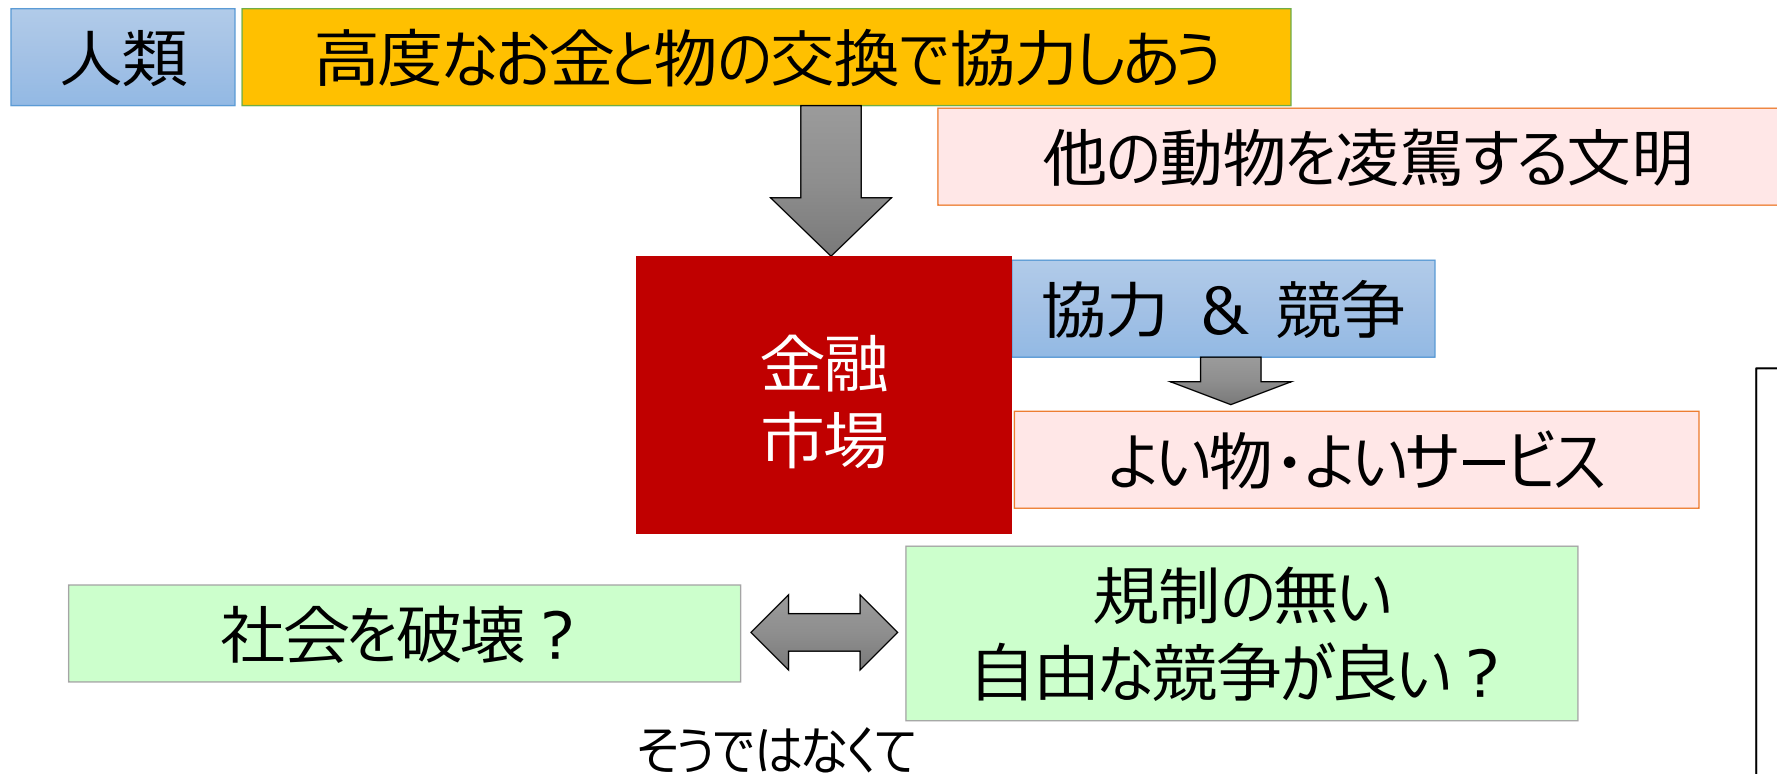 人類
高度なお金と物の交換で協力しあう
他の動物を凌駕する文明
金融
市場
協力 & 競争
よい物・よいサービス
社会を破壊？
規制の無い
自由な競争が良い？
そうではなくて